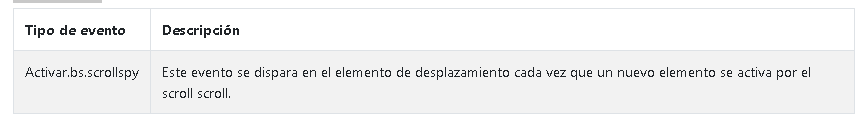 Tipo de evento Descripción
Activar.bs.scrollspy Este evento se dispara en el elemento de desplazamiento cada vez que un nuevo elemento se activa por el
scroll scroll.